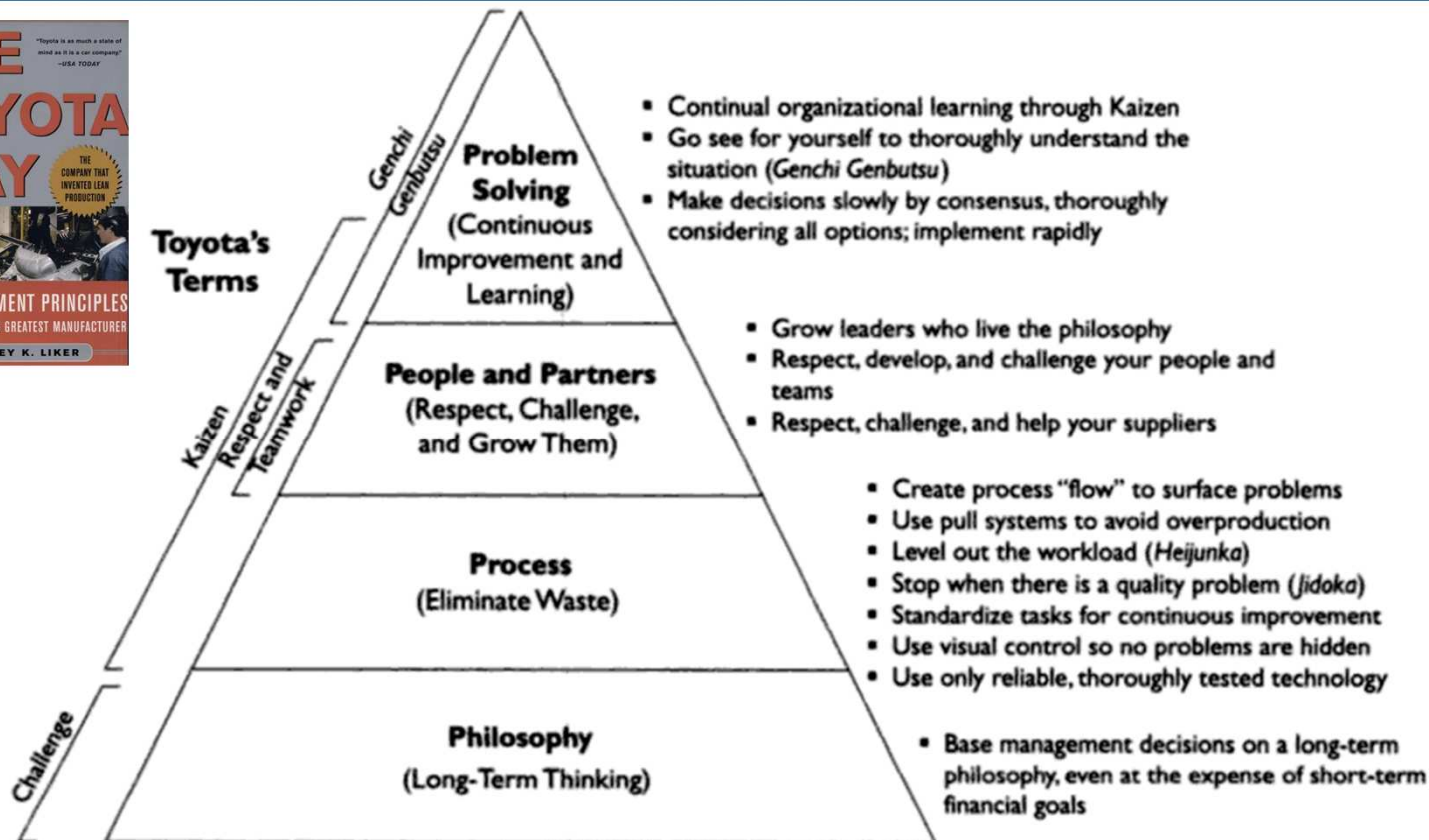 E
"Toyota is as much a state of
mind as it is a car company."
—USA TODAY
YOTA
AY
THE
COMPANY THAT
INVENTED LEAN
PRODUCTION
MENT PRINCIPLES
GREATEST MANUFACTURER
EY K. LIKER
Toyota's
Terms
Genchi
Genbutsu
Kaizen
Respect and
Teamwork
Challenge
Problem
Solving
(Continuous
Improvement and
Learning)
▪ Continual organizational learning through Kaizen
▪ Go see for yourself to thoroughly understand the
situation (Genchi Genbutsu)
▪ Make decisions slowly by consensus, thoroughly
considering all options; implement rapidly
People and Partners
(Respect, Challenge,
and Grow Them)
▪ Grow leaders who live the philosophy
▪ Respect, develop, and challenge your people and
teams
▪ Respect, challenge, and help your suppliers
Process
(Eliminate Waste)
▪ Create process "flow" to surface problems
▪ Use pull systems to avoid overproduction
▪ Level out the workload (Heijunka)
▪ Stop when there is a quality problem (Jidoka)
▪ Standardize tasks for continuous improvement
▪ Use visual control so no problems are hidden
▪ Use only reliable, thoroughly tested technology
Philosophy
(Long-Term Thinking)
▪ Base management decisions on a long-term
philosophy, even at the expense of short-term
financial goals